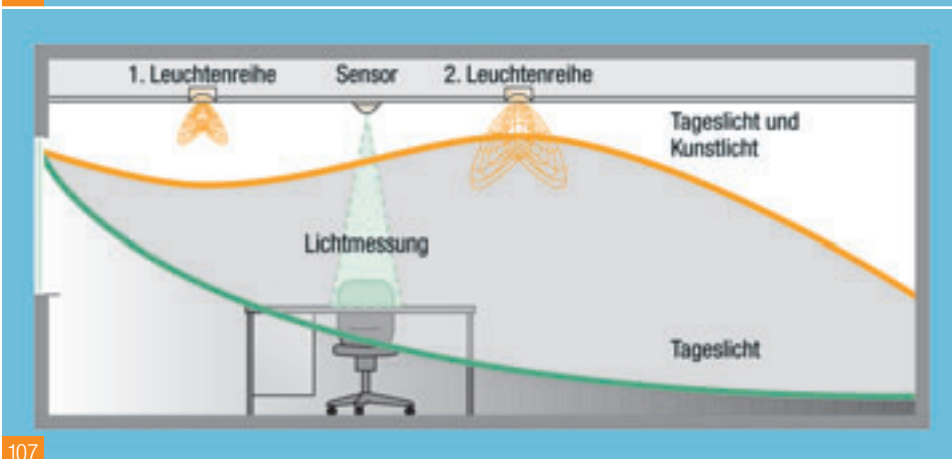 1. Leuchtenreihe
Sensor
2. Leuchtenreihe
Tageslicht und
Kunstlicht
Lichtmessung
Tageslicht
107